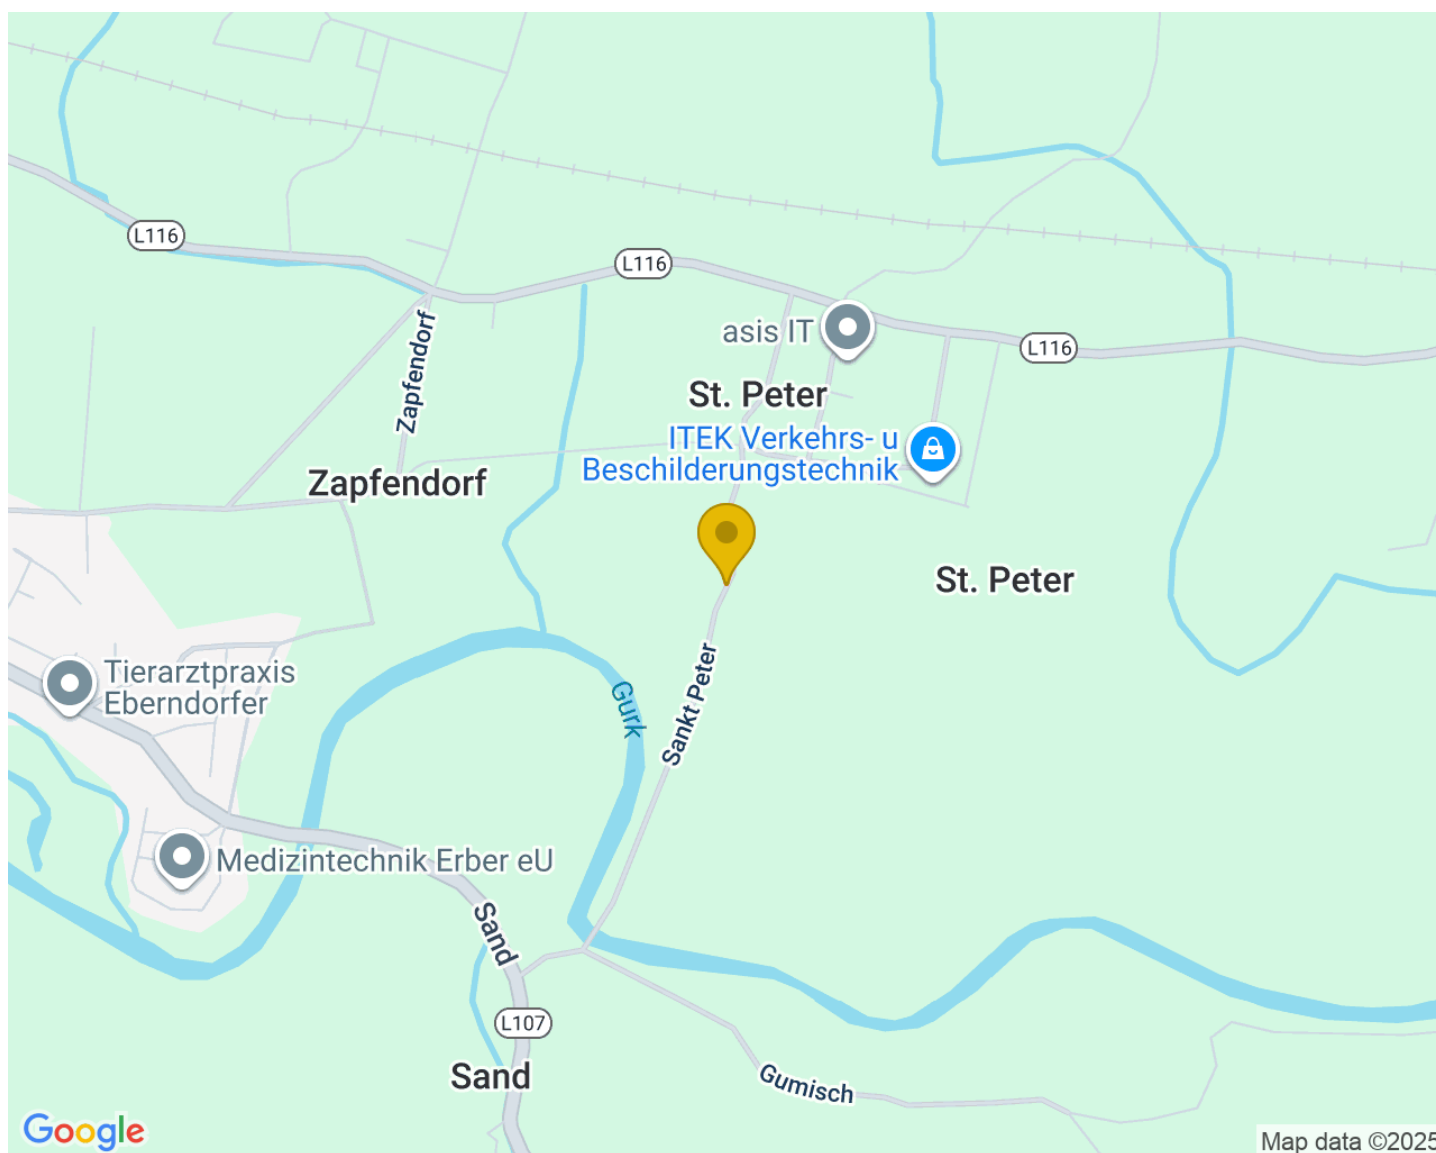 L116
L116
asis IT
L116
St. Peter
Zapfendorf
ITEK Verkehrs- u
Beschilderungstechnik
Zapfendorf
St. Peter
Tierarztpraxis
Eberndorfer
Gurk
Sankt Peter
Medizintechnik Erber eU
Sand
L107
Sand
Gumisch
Google
Map data ©2025